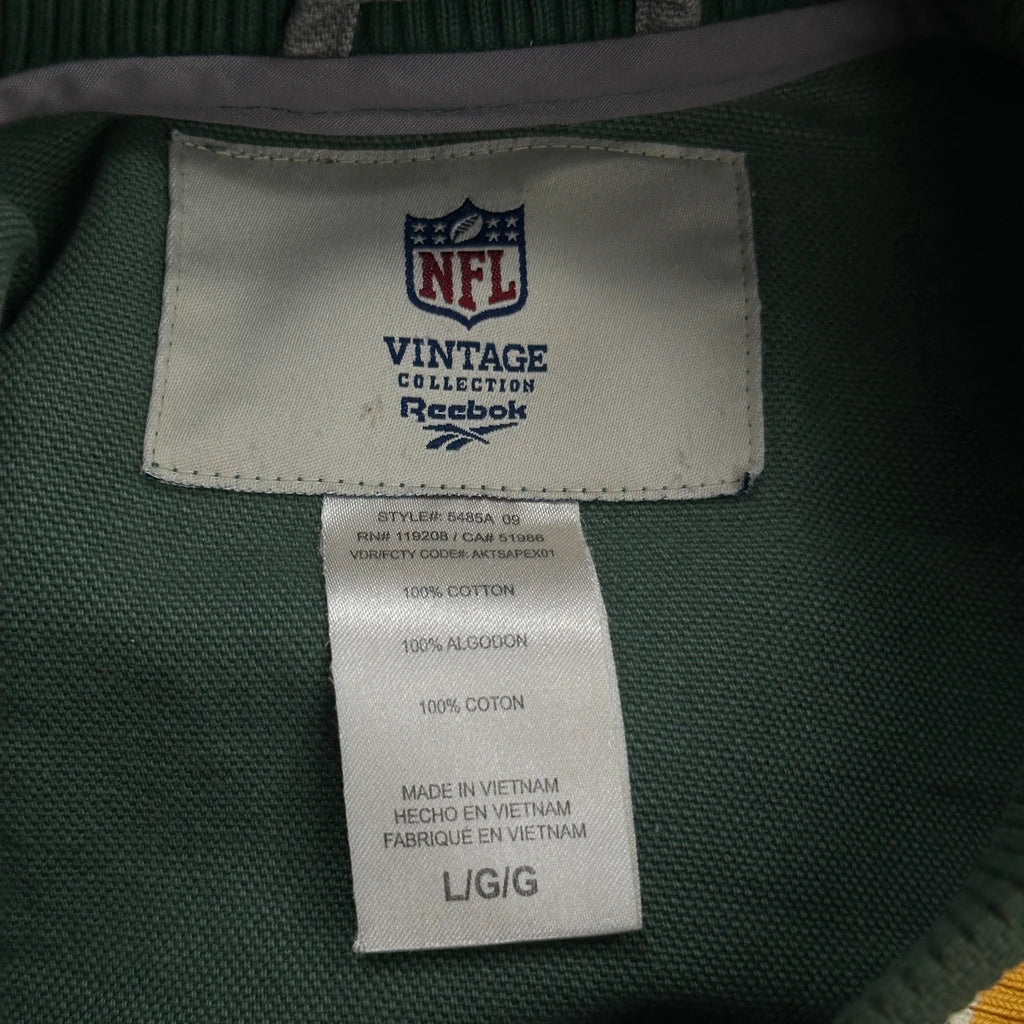 NFL
VINTAGE
COLLECTION
Reebok
STYLE#: 5485A 09
RN# 119208 / CA# 51986
VDR/FCTY CODE#: AKTSAPEX01
100% COTTON
100% ALGODON
100% COTON
MADE IN VIETNAM
HECHO EN VIETNAM
FABRIQUÉ EN VIETNAM
L/G/G